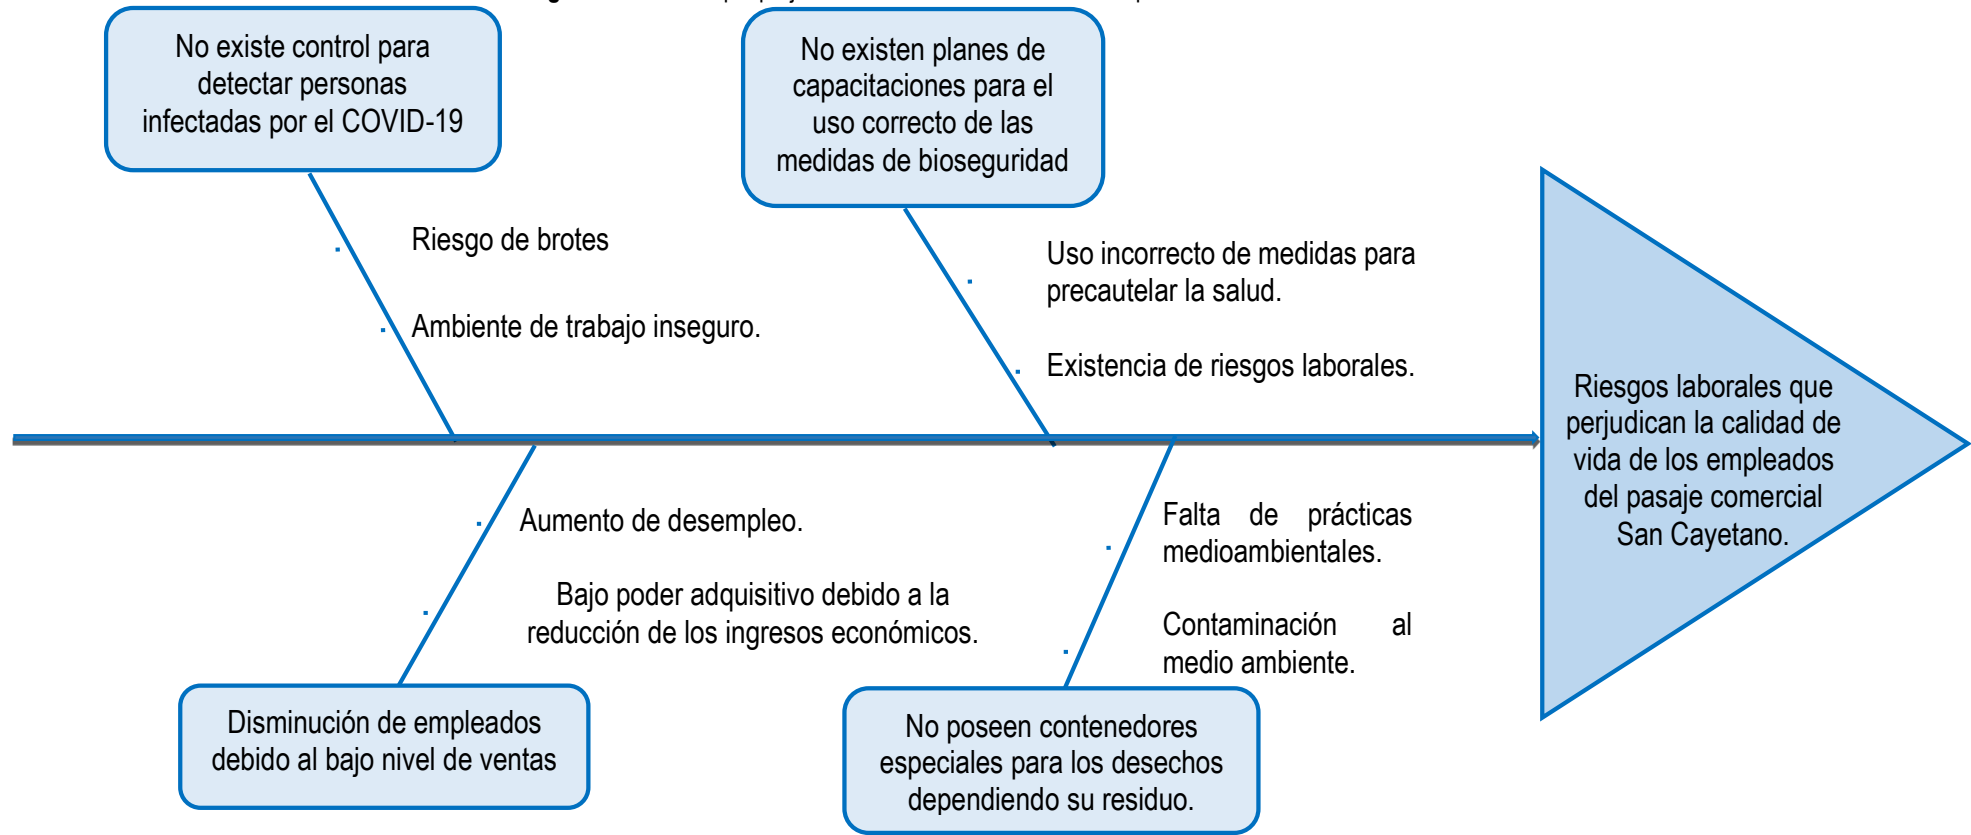 No existe control para
detectar personas
infectadas por el COVID-19
No existen planes de
capacitaciones para el
uso correcto de las
medidas de bioseguridad
Riesgo de brotes
Ambiente de trabajo inseguro.
Uso incorrecto de medidas para
precautelar la salud.
Existencia de riesgos laborales.
Riesgos laborales que
perjudican la calidad de
vida de los empleados
del pasaje comercial
San Cayetano.
Aumento de desempleo.
Bajo poder adquisitivo debido a la
reducción de los ingresos económicos.
Falta de prácticas
medioambientales.
Contaminación al
medio ambiente.
Disminución de empleados
debido al bajo nivel de ventas
No poseen contenedores
especiales para los desechos
dependiendo su residuo.